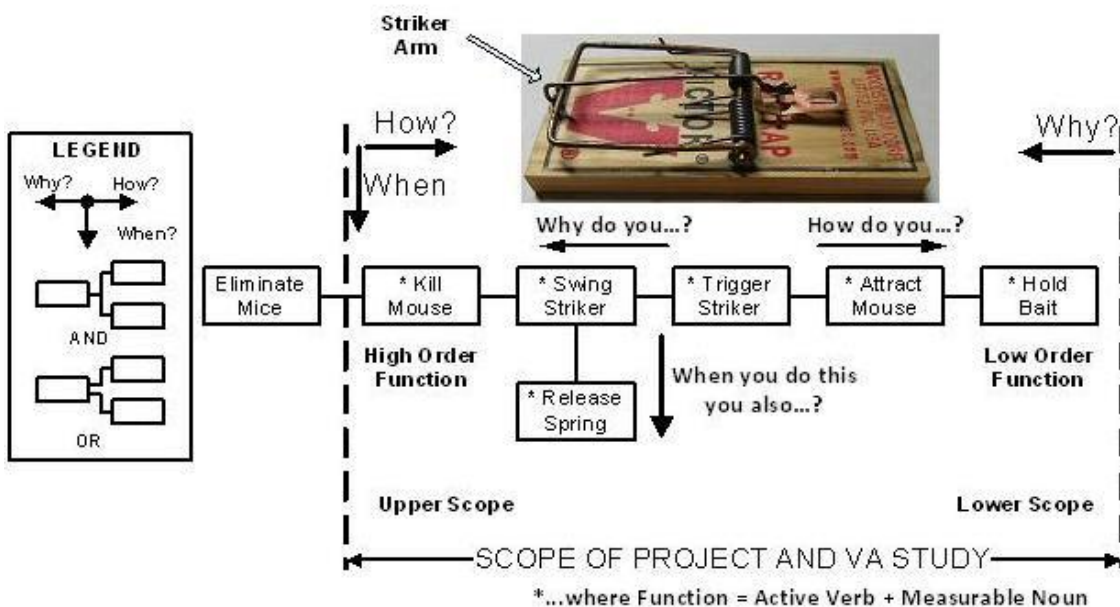 Striker
Arm
VICTOR
®
How?
When
Why?
LEGEND
Why?
How?
When?
AND
OR
Why do you...?
How do you...?
Eliminate
Mice
* Kill
Mouse
* Swing
Striker
* Trigger
Striker
* Attract
Mouse
* Hold
Bait
High Order
Function
Low Order
Function
* Release
Spring
When you do this
you also...?
Upper Scope
Lower Scope
SCOPE OF PROJECT AND VA STUDY
*...where Function = Active Verb + Measurable Noun